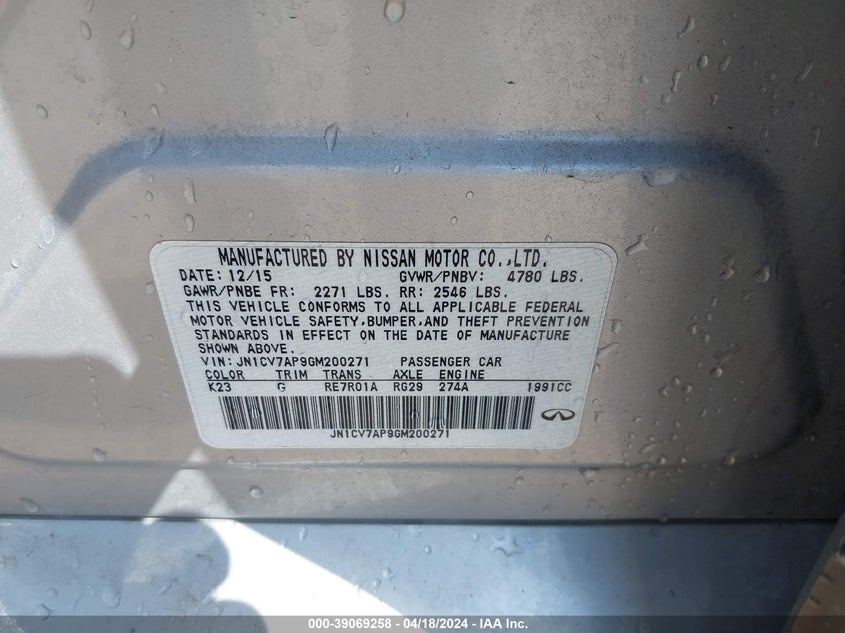 MANUFACTURED BY NISSAN MOTOR CO.,LTD.
DATE: 12/15 GVWR/PNBV: 4780 LBS.
GAWR/PNBE FR: 2271 LBS. RR: 2546 LBS.
THIS VEHICLE CONFORMS TO ALL APPLICABLE FEDERAL
MOTOR VEHICLE SAFETY,BUMPER,AND THEFT PREVENTION
STANDARDS IN EFFECT ON THE DATE OF MANUFACTURE
SHOWN ABOVE.
VIN: JN1CV7AP9GM200271 PASSENGER CAR
COLOR TRIM TRANS AXLE ENGINE
K23 G RE7R01A RG29 274A 1991CC
JN1CV7AP9GM200271
000-39069258 - 04/18/2024 - IAA Inc.